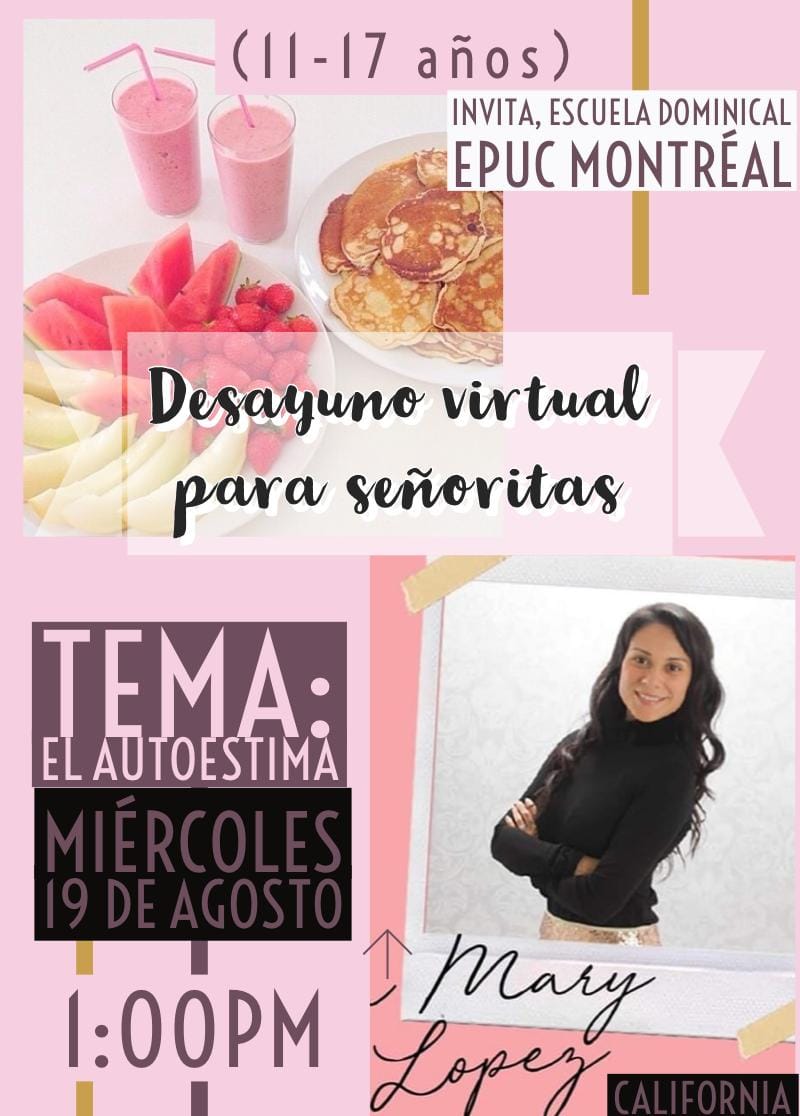 (11-17 años)
INVITA, ESCUELA DOMINICAL
EPUC MONTRÉAL
Desayuno virtual
para señoritas
TEMA:
EL AUTOESTIMA
MIÉRCOLES
19 DE AGOSTO
1:00PM
Mary
Lopez
CALIFORNIA